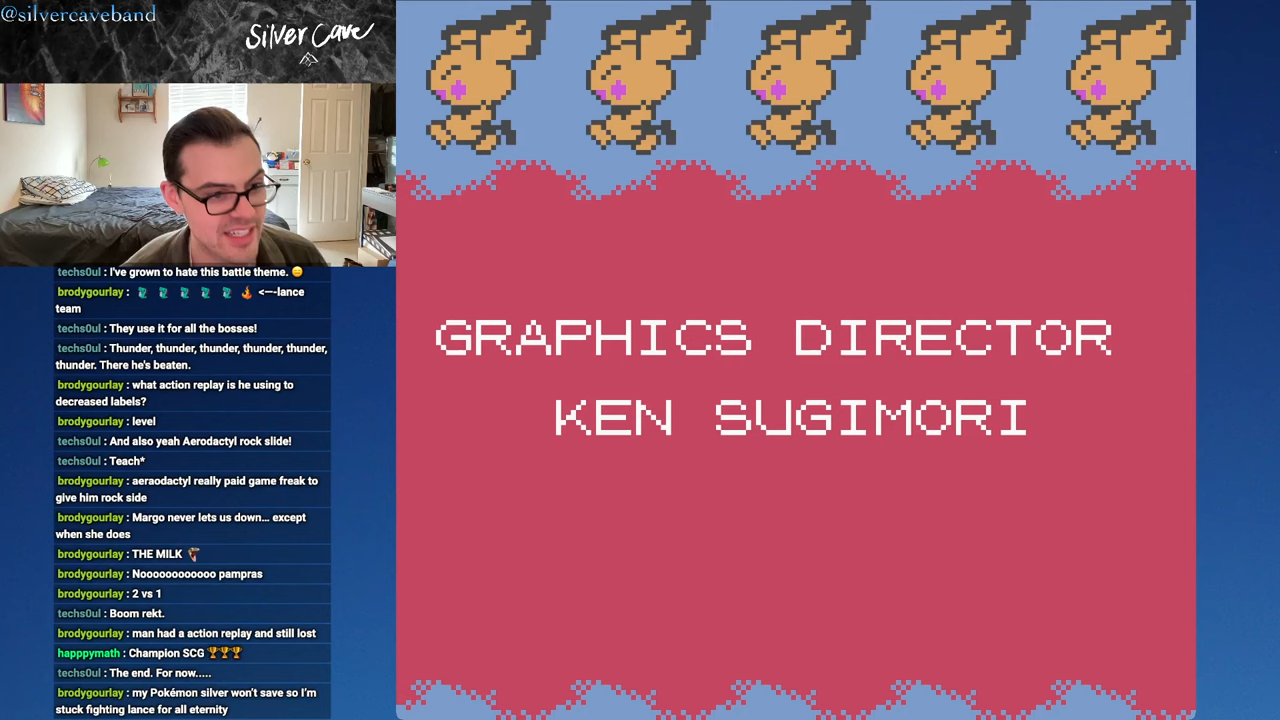 @silvercaveband
Silver Cave
techs0ul : I've grown to hate this battle theme. 😑
brodygourlay : 🐉 🐉 🐉 🐉 🐉 🔥 <—-lance
team
techs0ul : They use it for all the bosses!
techs0ul : Thunder, thunder, thunder, thunder, thunder,
thunder. There he's beaten.
brodygourlay : what action replay is he using to
decreased labels?
brodygourlay : level
techs0ul : And also yeah Aerodactyl rock slide!
techs0ul : Teach*
brodygourlay : aeraodactyl really paid game freak to
give him rock side
brodygourlay : Margo never lets us down… except
when she does
brodygourlay : THE MILK
brodygourlay : Nooooooooooo pampras
brodygourlay : 2 vs 1
techs0ul : Boom rekt.
brodygourlay : man had a action replay and still lost
happpymath : Champion SCG 🏆🏆🏆
techs0ul : The end. For now.....
brodygourlay : my Pokémon silver won't save so I'm
stuck fighting lance for all eternity
GRAPHICS DIRECTOR
KEN SUGIMORI